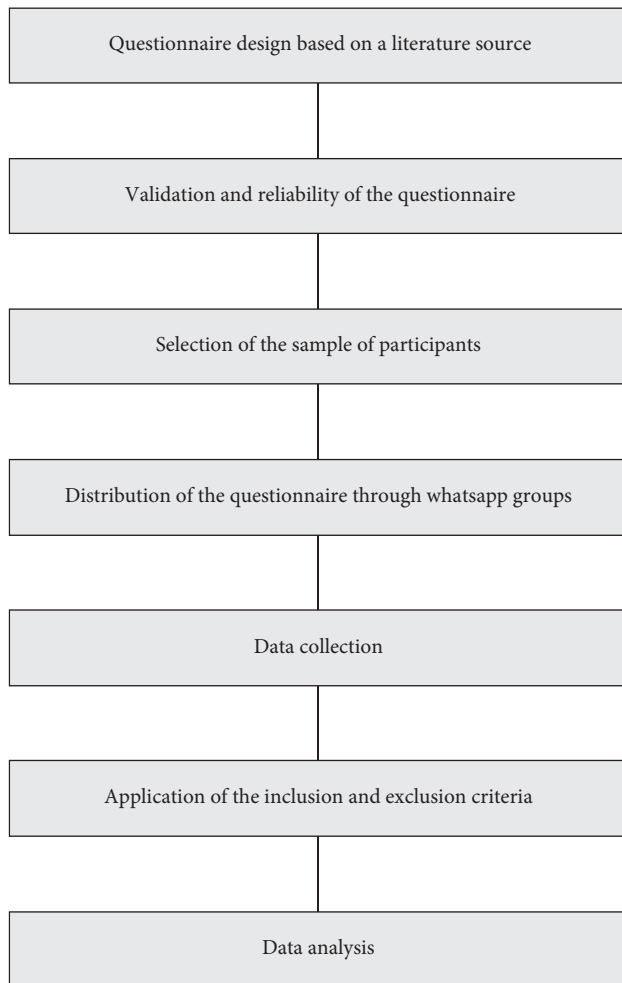 Questionnaire design based on a literature source
Validation and reliability of the questionnaire
Selection of the sample of participants
Distribution of the questionnaire through whatsapp groups
Data collection
Application of the inclusion and exclusion criteria
Data analysis